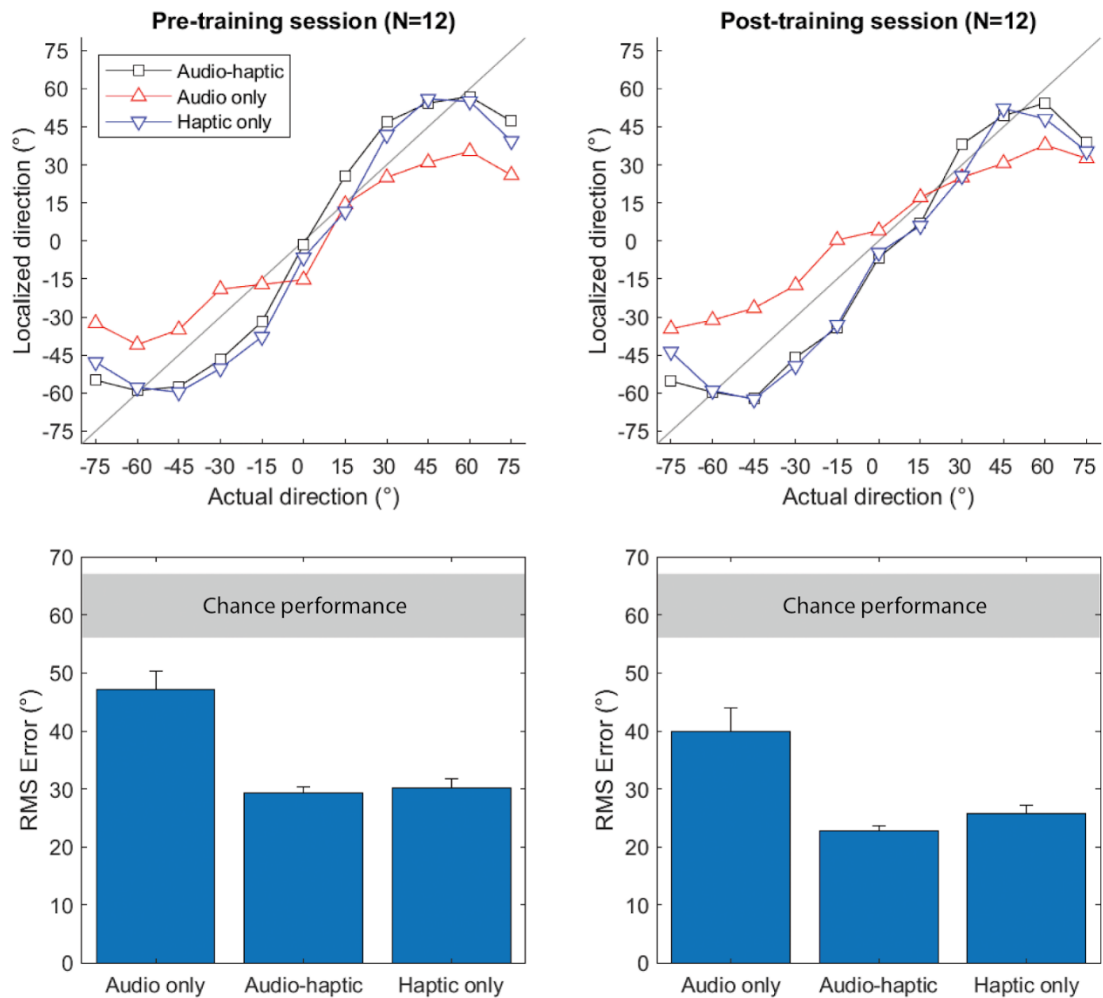 Pre-training session (N=12)
75
60
45
30
15
0
-15
-30
-45
-60
-75
Localized direction (°)
Audio-haptic
Audio only
Haptic only
-75 -60 -45 -30 -15 0 15 30 45 60 75
Actual direction (°)
Post-training session (N=12)
75
60
45
30
15
0
-15
-30
-45
-60
-75
Localized direction (°)
-75 -60 -45 -30 -15 0 15 30 45 60 75
Actual direction (°)
70
60
50
40
30
20
10
0
RMS Error (°)
Chance performance
Audio only Audio-haptic Haptic only
70
60
50
40
30
20
10
0
RMS Error (°)
Chance performance
Audio only Audio-haptic Haptic only